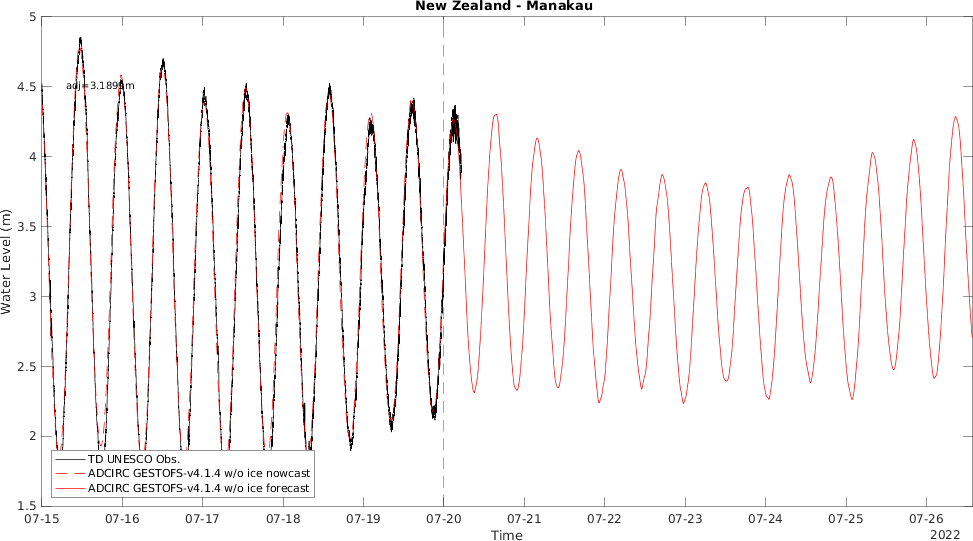 New Zealand - Manakau
5
4.5
4
3.5
3
2.5
2
1.5
Water Level (m)
adj=3.1899m
TD UNESCO Obs.
ADCIRC GESTOFS-v4.1.4 w/o ice nowcast
ADCIRC GESTOFS-v4.1.4 w/o ice forecast
07-15 07-16 07-17 07-18 07-19 07-20 07-21 07-22 07-23 07-24 07-25 07-26
Time
2022